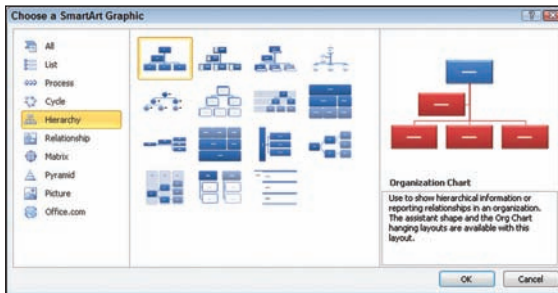 Choose a SmartArt Graphic
All
List
Process
Cycle
Hierarchy
Relationship
Matrix
Pyramid
Picture
Office.com
Organization Chart
Use to show hierarchical information or
reporting relationships in an organization.
The assistant shape and the Org Chart
hanging layouts are available with this
layout.
OK
Cancel